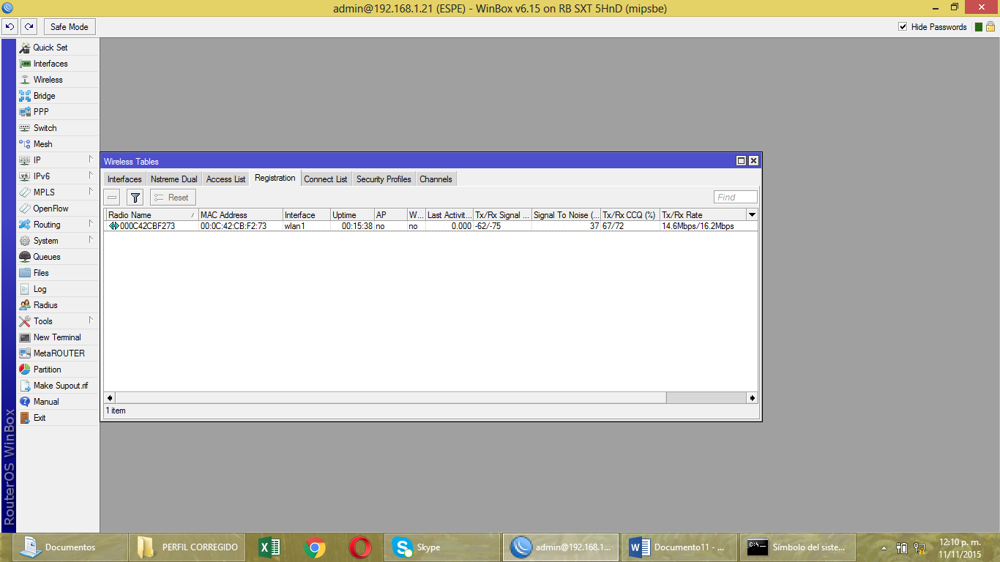 admin@192.168.1.21 (ESPE) - WinBox v6.15 on RB SXT 5HnD (mipsbe)
Safe Mode
Hide Passwords
Quick Set
Interfaces
Wireless
Bridge
PPP
Switch
Mesh
IP
IPv6
MPLS
OpenFlow
Routing
System
Queues
Files
Log
Radius
Tools
New Terminal
MetaROUTER
Partition
Make Supout.rif
Manual
Exit
RouterOS WinBox
Wireless Tables
Interfaces Nstreme Dual Access List Registration Connect List Security Profiles Channels
Reset Find
Radio Name / MAC Address Interface Uptime AP W... Last Activit... Tx/Rx Signal ... Signal To Noise (... Tx/Rx CCQ (%) Tx/Rx Rate
000C42CBF273 00:0C:42:CB:F2:73 wlan1 00:15:38 no no 0.000 -62/-75 37 67/72 14.6Mbps/16.2Mbps
1 item
Documentos PERFIL CORREGIDO Skype admin@192.168.1... Documento11 - ... Símbolo del siste...
12:10 p. m.
11/11/2015